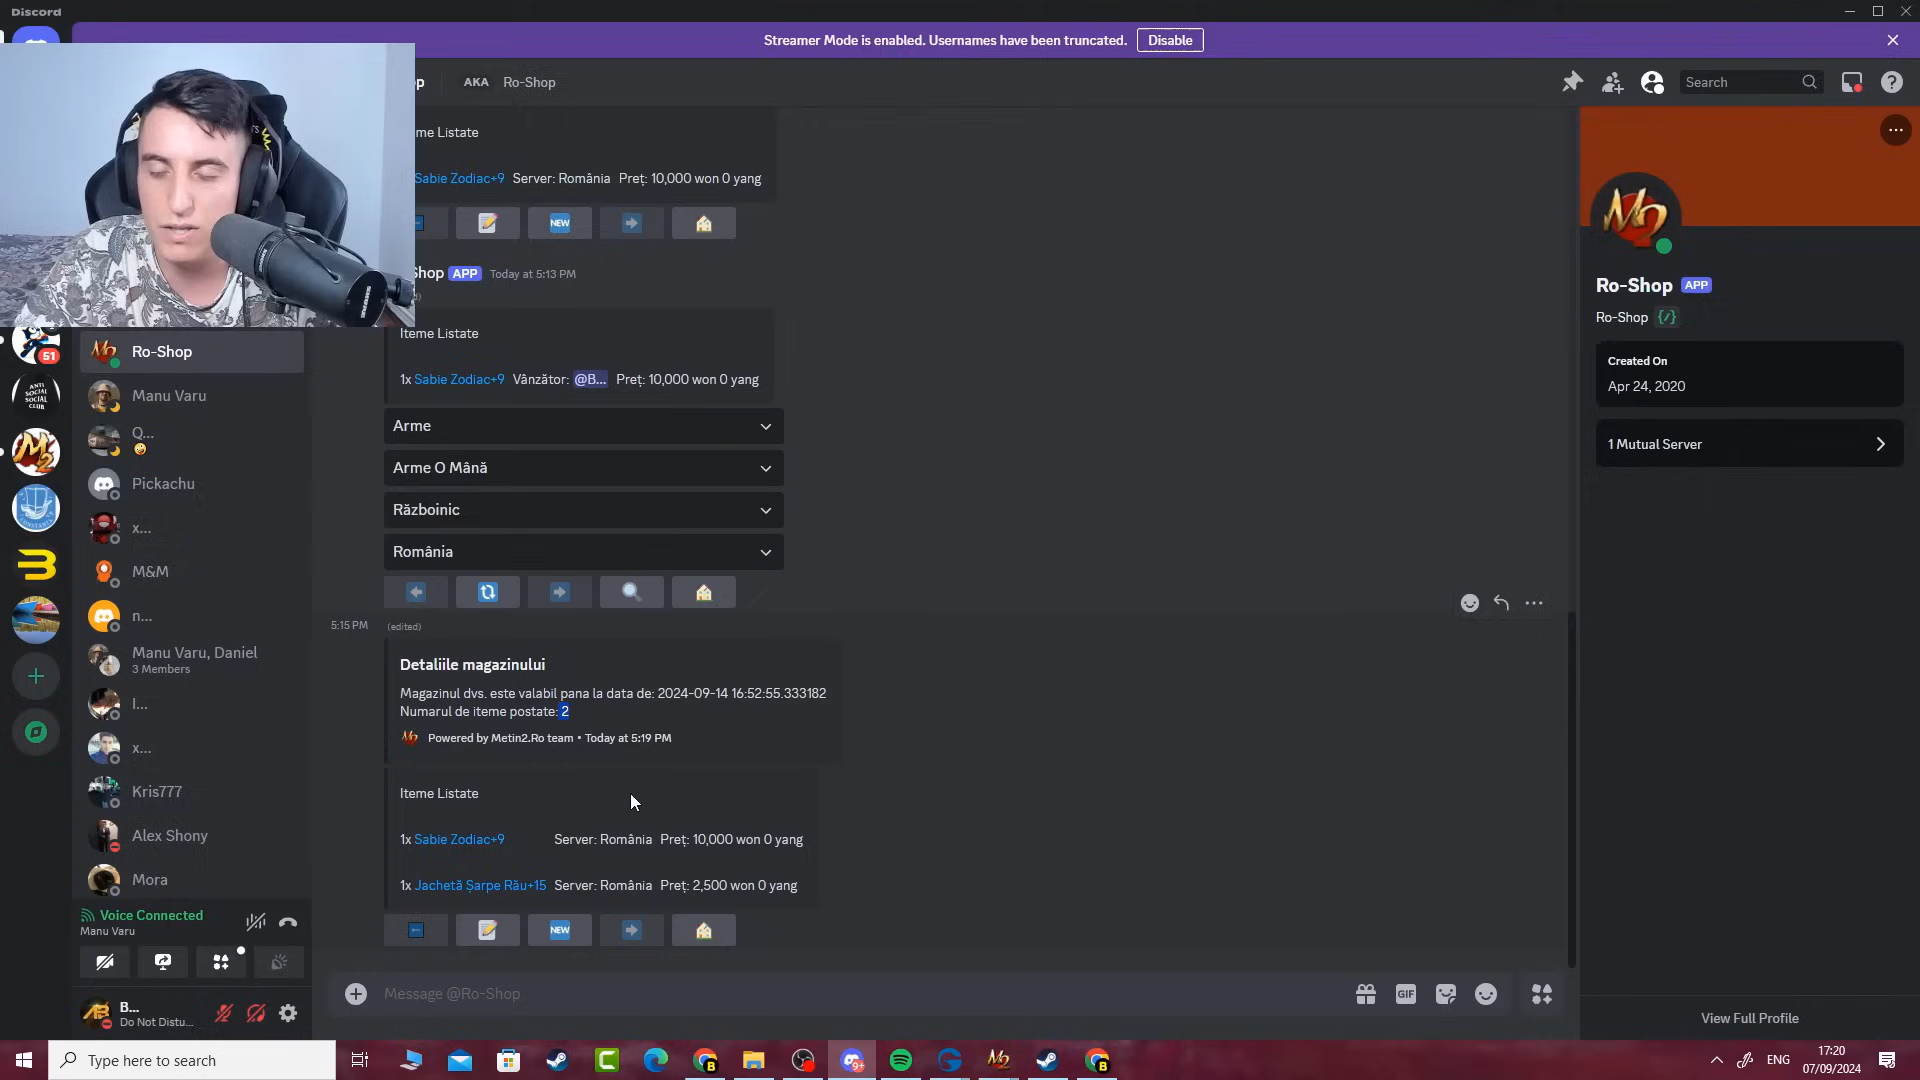 Discord
Streamer Mode is enabled. Usernames have been truncated. Disable
op AKA Ro-Shop
Search
me Listate
Sabie Zodiac+9 Server: România Preț: 10,000 won 0 yang
NEW
Shop APP Today at 5:13 PM
Iteme Listate
1x Sabie Zodiac+9 Vânzător: @B... Preț: 10,000 won 0 yang
Arme
Arme O Mână
Războinic
România
5:15 PM (edited)
Detaliile magazinului
Magazinul dvs. este valabil pana la data de: 2024-09-14 16:52:55.333182
Numarul de iteme postate: 2
Powered by Metin2.Ro team • Today at 5:19 PM
Iteme Listate
1x Sabie Zodiac+9 Server: România Preț: 10,000 won 0 yang
1x Jachetă Șarpe Rău+15 Server: România Preț: 2,500 won 0 yang
NEW
Message @Ro-Shop
GIF
51
ANTI SOCIAL SOCIAL CLUB
Ro-Shop
Manu Varu
Q...
Pickachu
x...
M&M
n...
Manu Varu, Daniel
3 Members
I...
x...
Kris777
Alex Shony
Mora
Voice Connected
Manu Varu
B...
Do Not Distu...
Ro-Shop APP
Ro-Shop
Created On
Apr 24, 2020
1 Mutual Server
View Full Profile
Type here to search
9+
ENG
17:20
07/09/2024